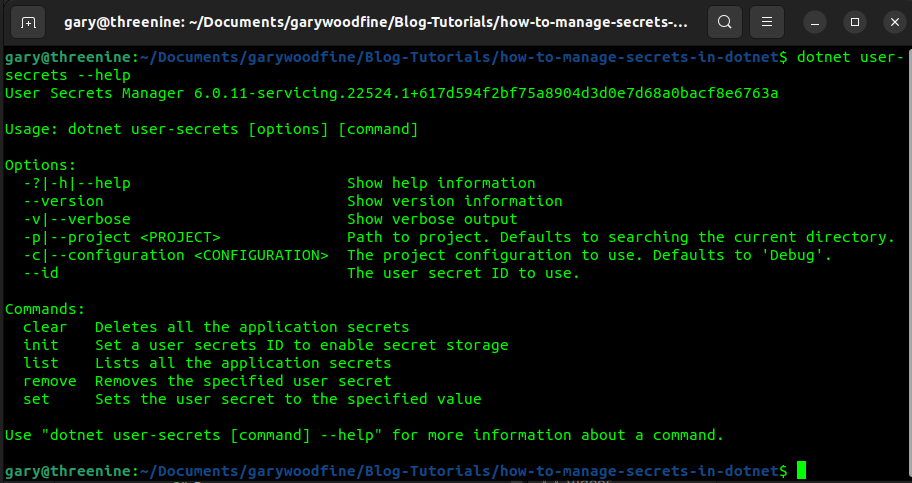 gary@threenine: ~/Documents/garywoodfine/Blog-Tutorials/how-to-manage-secrets-...
gary@threenine:~/Documents/garywoodfine/Blog-Tutorials/how-to-manage-secrets-in-dotnet$ dotnet user-
secrets --help
User Secrets Manager 6.0.11-servicing.22524.1+617d594f2bf75a8904d3d0e7d68a0bacf8e6763a
Usage: dotnet user-secrets [options] [command]
Options:
-?|-h|--help Show help information
--version Show version information
-v|--verbose Show verbose output
-p|--project <PROJECT> Path to project. Defaults to searching the current directory.
-c|--configuration <CONFIGURATION> The project configuration to use. Defaults to 'Debug'.
--id The user secret ID to use.
Commands:
clear Deletes all the application secrets
init Set a user secrets ID to enable secret storage
list Lists all the application secrets
remove Removes the specified user secret
set Sets the user secret to the specified value
Use "dotnet user-secrets [command] --help" for more information about a command.
gary@threenine:~/Documents/garywoodfine/Blog-Tutorials/how-to-manage-secrets-in-dotnet$